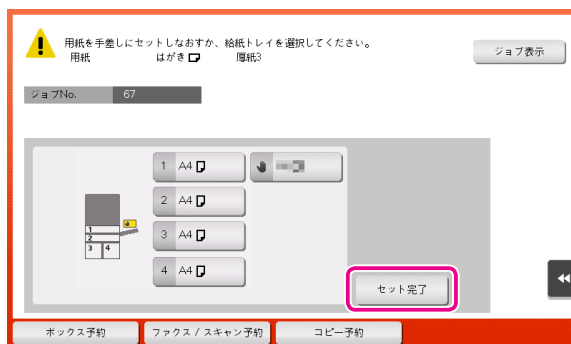 用紙を手差しにセットしなおすか、給紙トレイを選択してください。
用紙 はがき 厚紙3
ジョブ表示
ジョブNo. 67
1 A4
2 A4
3 A4
4 A4
1
2
3 4
セット完了
ボックス予約 ファクス / スキャン予約 コピー予約